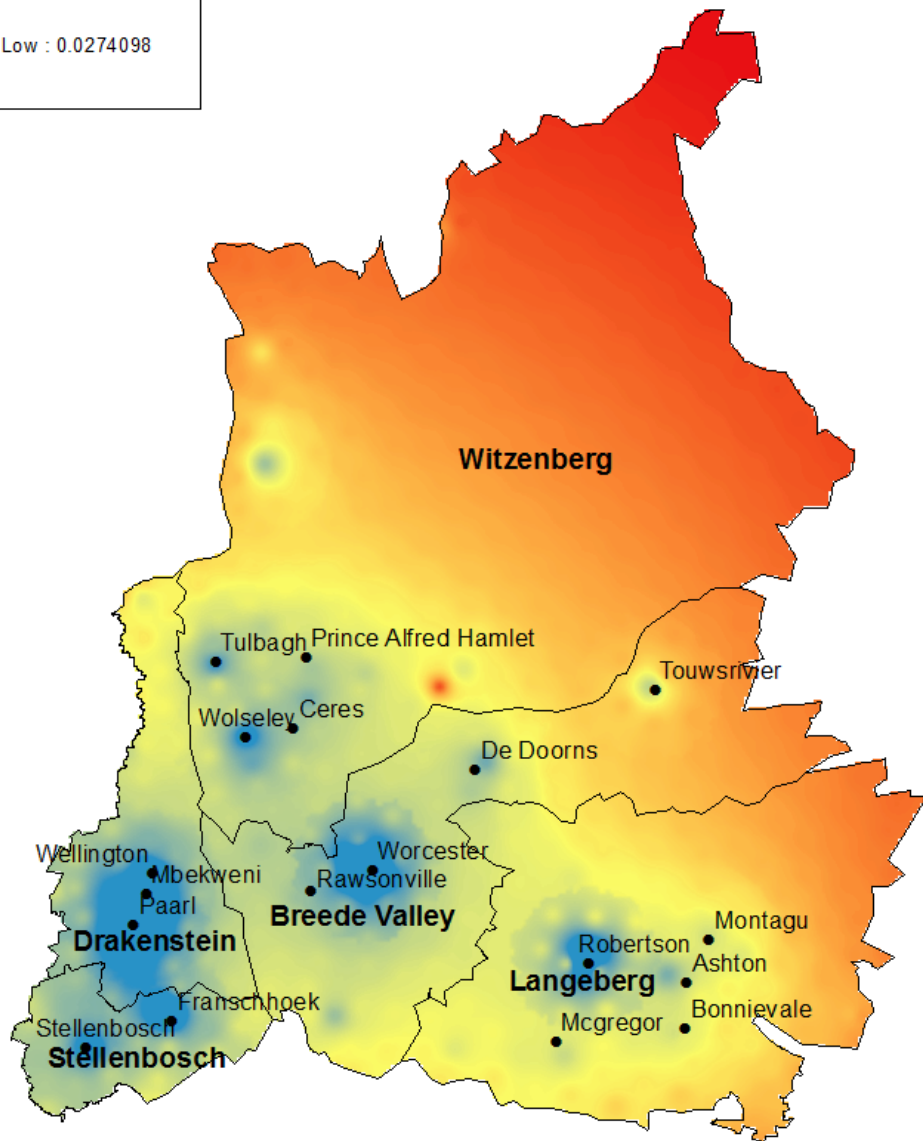 Low : 0.0274098
Witzenberg
Tulbagh
Prince Alfred Hamlet
Touwsrivier
Wolseley
Ceres
De Doorns
Wellington
Worcester
Mbekweni
Rawsonville
Paarl
Breede Valley
Montagu
Drakenstein
Robertson
Ashton
Langeberg
Franschhoek
Bonnievale
Stellenbosch
Mcgregor
Stellenbosch